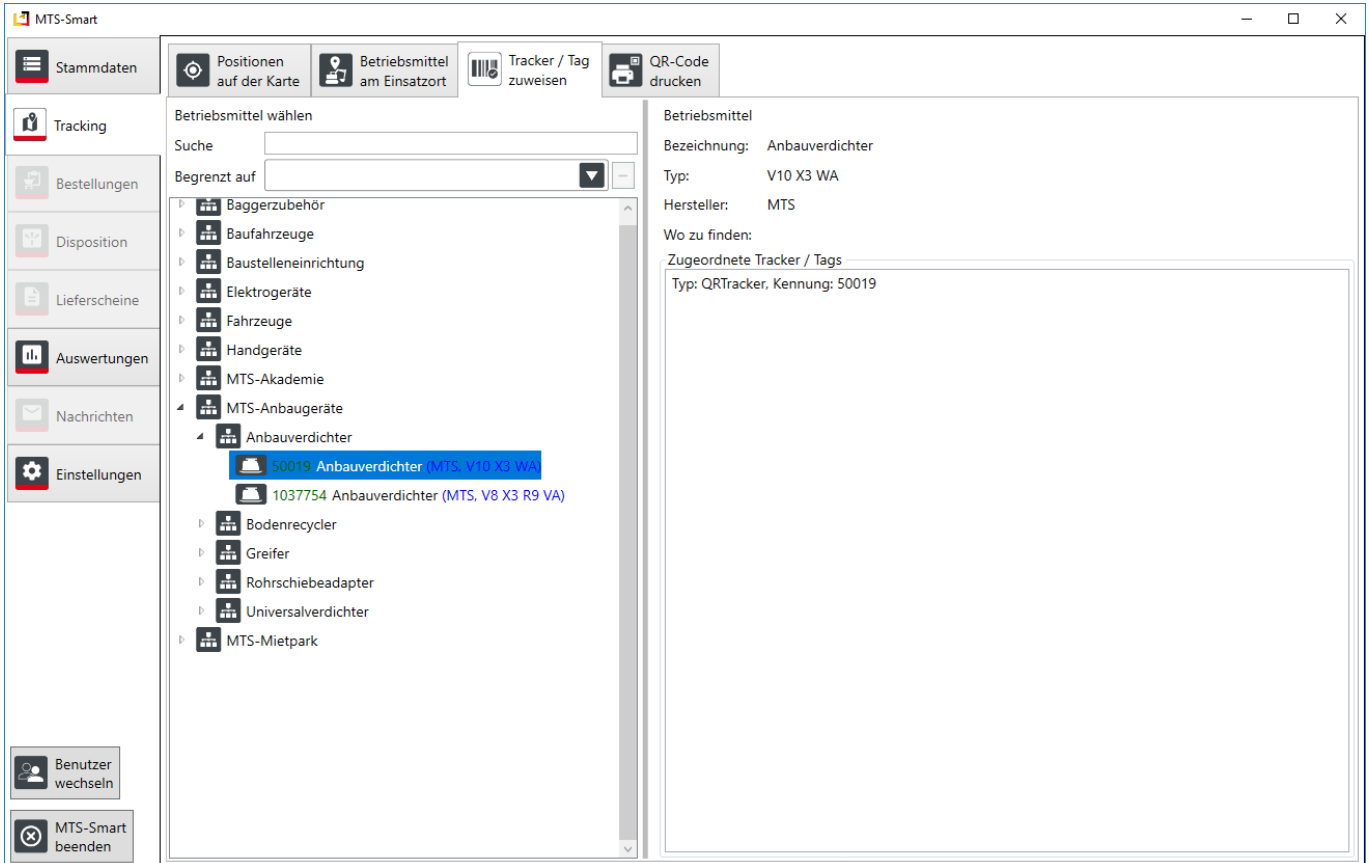 MTS-Smart
Stammdaten
Tracking
Bestellungen
Disposition
Lieferscheine
Auswertungen
Nachrichten
Einstellungen
Benutzer
wechseln
MTS-Smart
beenden
Positionen
auf der Karte
Betriebsmittel
am Einsatzort
Tracker / Tag
zuweisen
QR-Code
drucken
Betriebsmittel wählen
Suche
Begrenzt auf
Baggerzubehör
Baufahrzeuge
Baustelleneinrichtung
Elektrogeräte
Fahrzeuge
Handgeräte
MTS-Akademie
MTS-Anbaugeräte
Anbauverdichter
50019 Anbauverdichter (MTS, V10 X3 WA)
1037754 Anbauverdichter (MTS, V8 X3 R9 VA)
Bodenrecycler
Greifer
Rohrschiebeadapter
Universalverdichter
MTS-Mietpark
Betriebsmittel
Bezeichnung: Anbauverdichter
Typ: V10 X3 WA
Hersteller: MTS
Wo zu finden:
Zugeordnete Tracker / Tags
Typ: QRTracker, Kennung: 50019